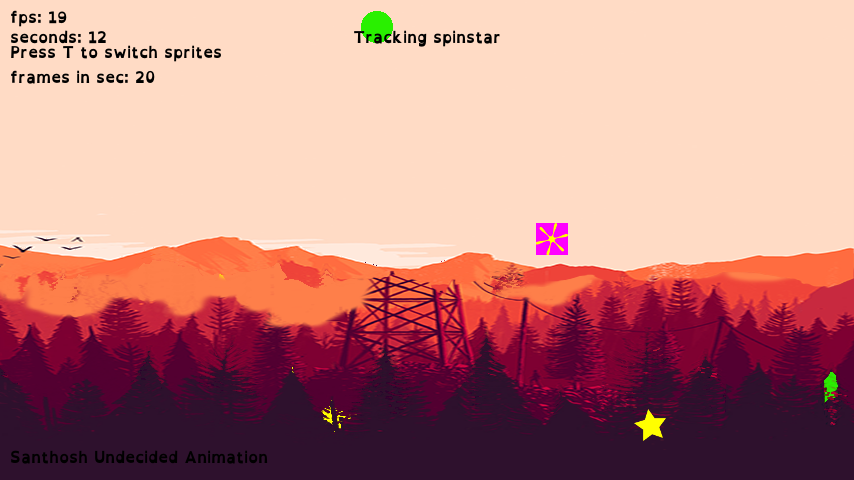 fps: 19
seconds: 12
Tracking spinstar
Press T to switch sprites
frames in sec: 20
Santhosh Undecided Animation